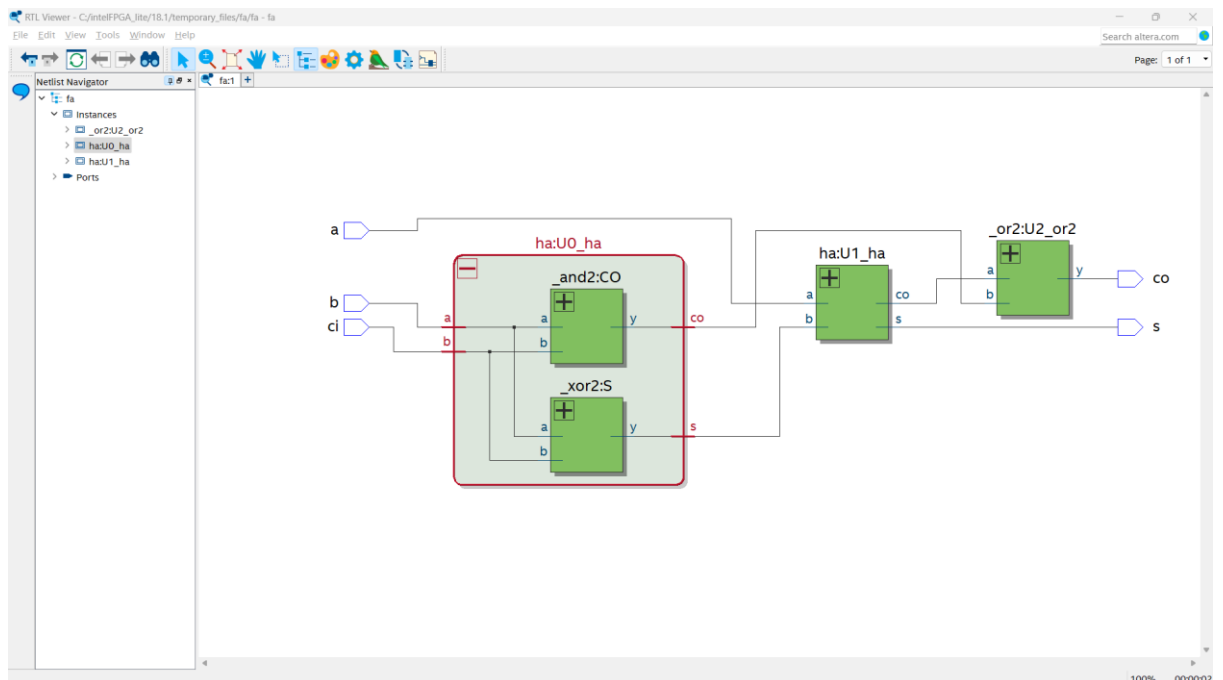 RTL Viewer - C:/intelFPGA_lite/18.1/temporary_files/fa/fa - fa
File Edit View Tools Window Help
Search altera.com
Page: 1 of 1
Netlist Navigator
fa:1
fa
Instances
_or2:U2_or2
ha:U0_ha
ha:U1_ha
Ports
a
b
ci
ha:U0_ha
a
b
_and2:CO
a
b
y
_xor2:S
a
b
y
co
s
ha:U1_ha
a
b
co
s
_or2:U2_or2
a
b
y
co
s
100% 00:00:02